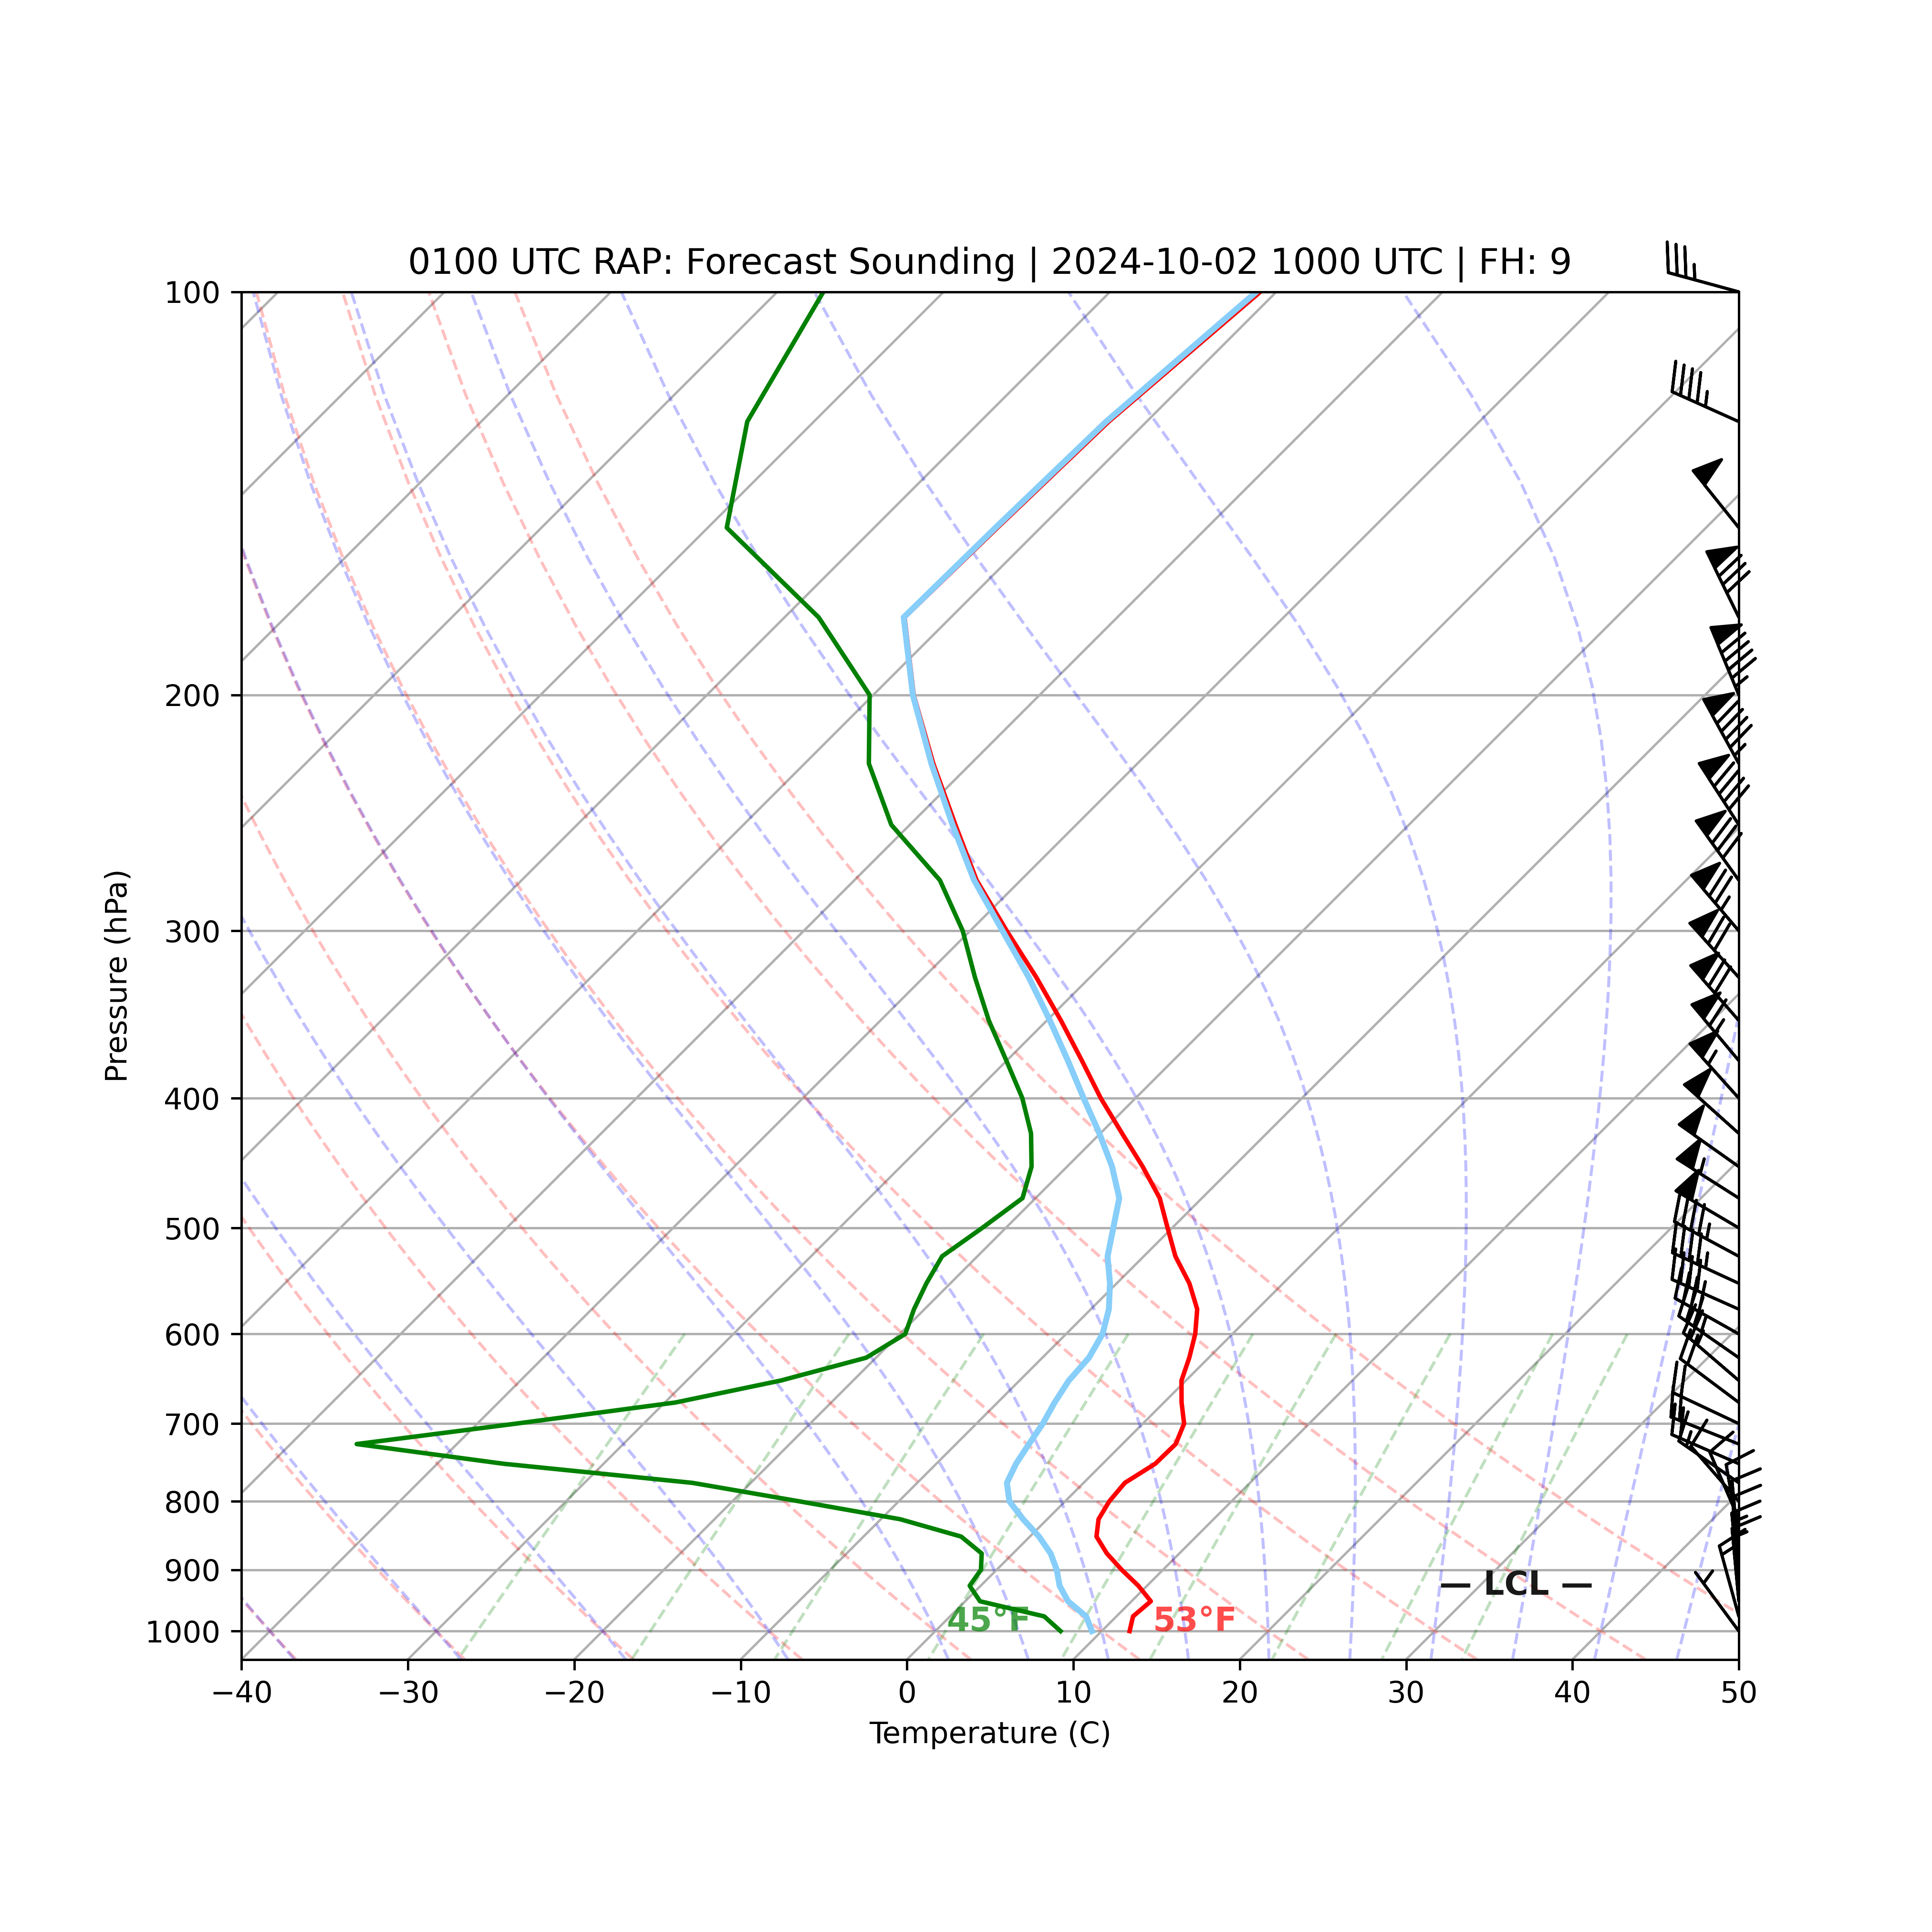 0100 UTC RAP: Forecast Sounding | 2024-10-02 1000 UTC | FH: 9
100
200
300
400
500
600
700
800
900
1000
Pressure (hPa)
— LCL —
45°F
53°F
−40 −30 −20 −10 0 10 20 30 40 50
Temperature (C)